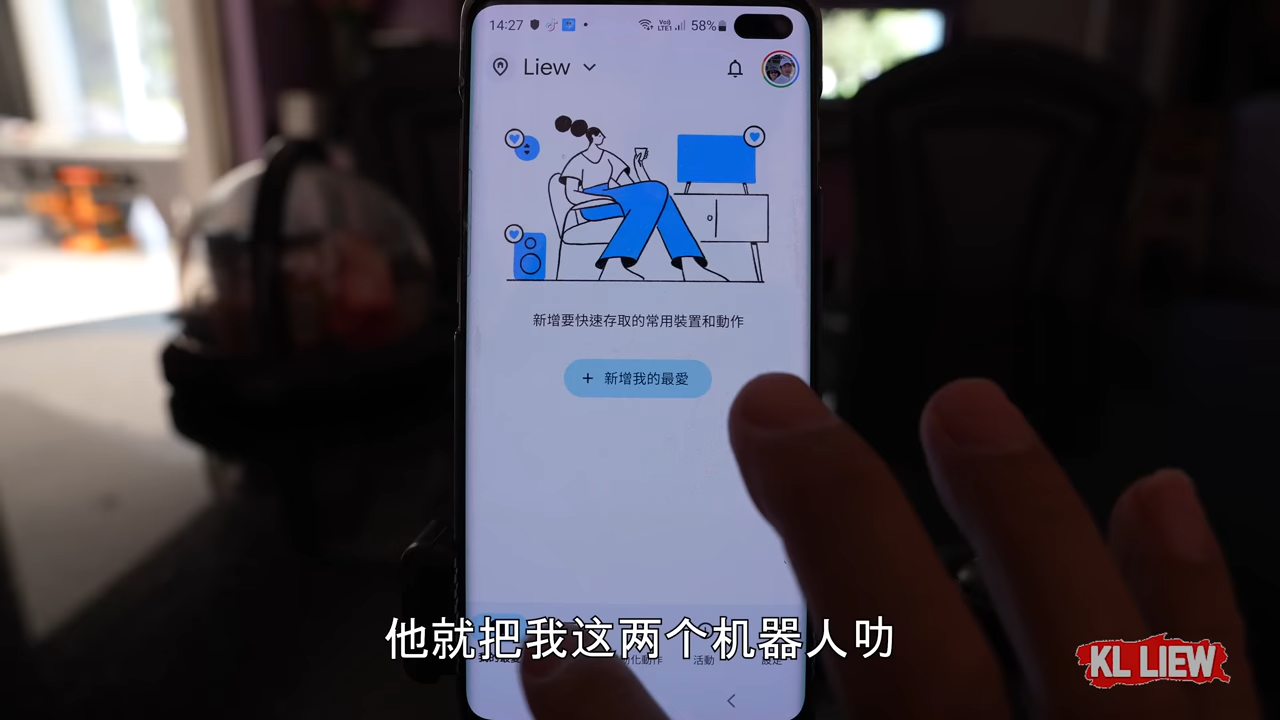 14:27
58%
Liew
新增要快速存取的常用裝置和動作
+ 新增我的最愛
活動
他就把我这两个机器人叻
KL LIEW